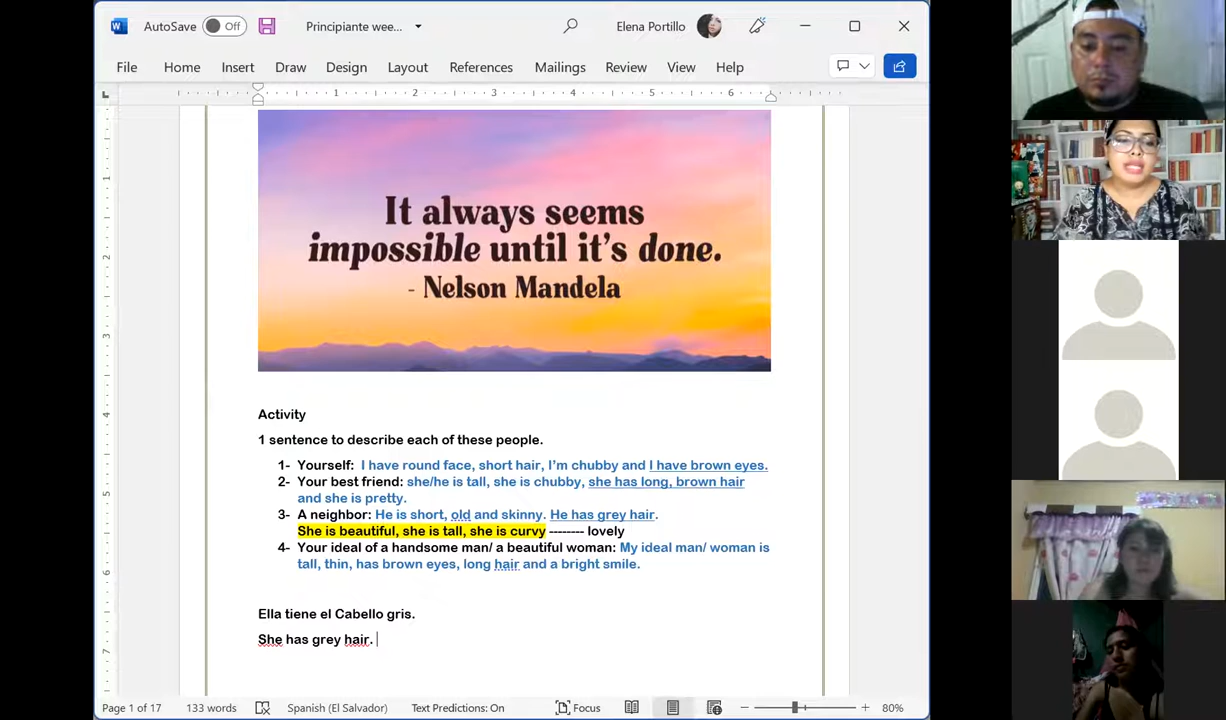 AutoSave Off Principiante wee... Elena Portillo
File Home Insert Draw Design Layout References Mailings Review View Help
1 2 3 4 5 6
It always seems
impossible until it's done.
- Nelson Mandela
Activity
1 sentence to describe each of these people.
1- Yourself: I have round face, short hair, I'm chubby and I have brown eyes.
2- Your best friend: she/he is tall, she is chubby, she has long, brown hair
and she is pretty.
3- A neighbor: He is short, old and skinny. He has grey hair.
She is beautiful, she is tall, she is curvy -------- lovely
4- Your ideal of a handsome man/ a beautiful woman: My ideal man/ woman is
tall, thin, has brown eyes, long hair and a bright smile.
Ella tiene el Cabello gris.
She has grey hair.
Page 1 of 17 133 words Spanish (El Salvador) Text Predictions: On Focus 80%